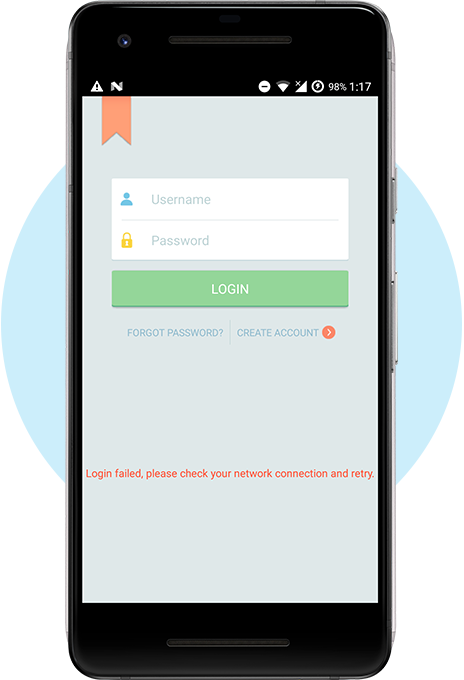 98% 1:17
Username
Password
LOGIN
FORGOT PASSWORD? CREATE ACCOUNT
Login failed, please check your network connection and retry.